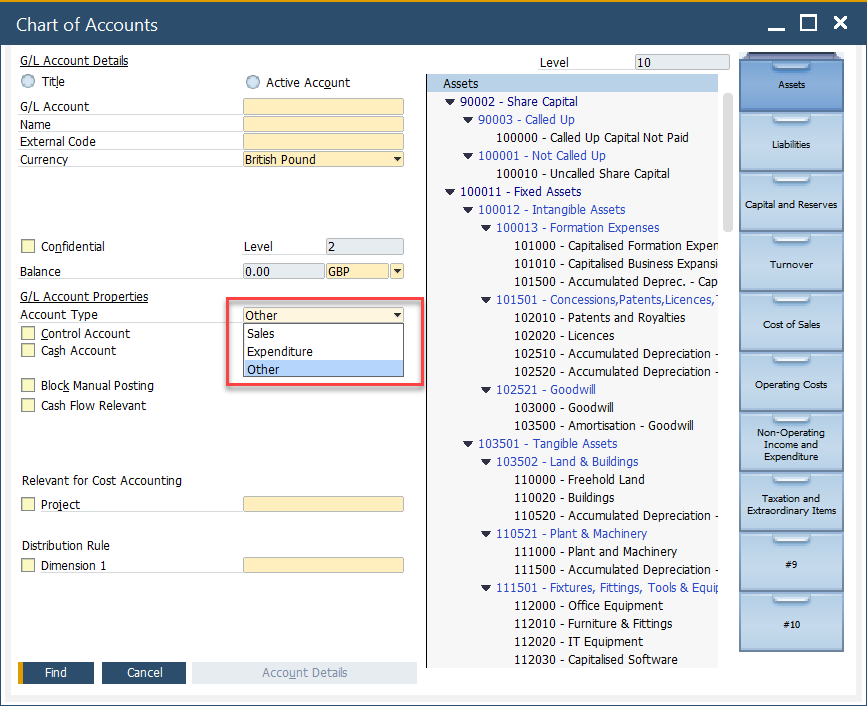 Chart of Accounts
G/L Account Details
Title
Active Account
G/L Account
Name
External Code
Currency
British Pound
Confidential
Level
2
Balance
0.00
GBP
G/L Account Properties
Account Type
Other
Sales
Expenditure
Other
Control Account
Cash Account
Block Manual Posting
Cash Flow Relevant
Relevant for Cost Accounting
Project
Distribution Rule
Dimension 1
Find
Cancel
Account Details
Level
10
Assets
90002 - Share Capital
90003 - Called Up
100000 - Called Up Capital Not Paid
100001 - Not Called Up
100010 - Uncalled Share Capital
100011 - Fixed Assets
100012 - Intangible Assets
100013 - Formation Expenses
101000 - Capitalised Formation Expen
101010 - Capitalised Business Expansi
101500 - Accumulated Deprec. - Cap
101501 - Concessions,Patents,Licences,T
102010 - Patents and Royalties
102020 - Licences
102510 - Accumulated Depreciation -
102520 - Accumulated Depreciation -
102521 - Goodwill
103000 - Goodwill
103500 - Amortisation - Goodwill
103501 - Tangible Assets
103502 - Land & Buildings
110000 - Freehold Land
110020 - Buildings
110520 - Accumulated Depreciation -
110521 - Plant & Machinery
111000 - Plant and Machinery
111500 - Accumulated Depreciation -
111501 - Fixtures, Fittings, Tools & Equip
112000 - Office Equipment
112010 - Furniture & Fittings
112020 - IT Equipment
112030 - Capitalised Software
Assets
Liabilities
Capital and Reserves
Turnover
Cost of Sales
Operating Costs
Non-Operating
Income and
Expenditure
Taxation and
Extraordinary Items
#9
#10